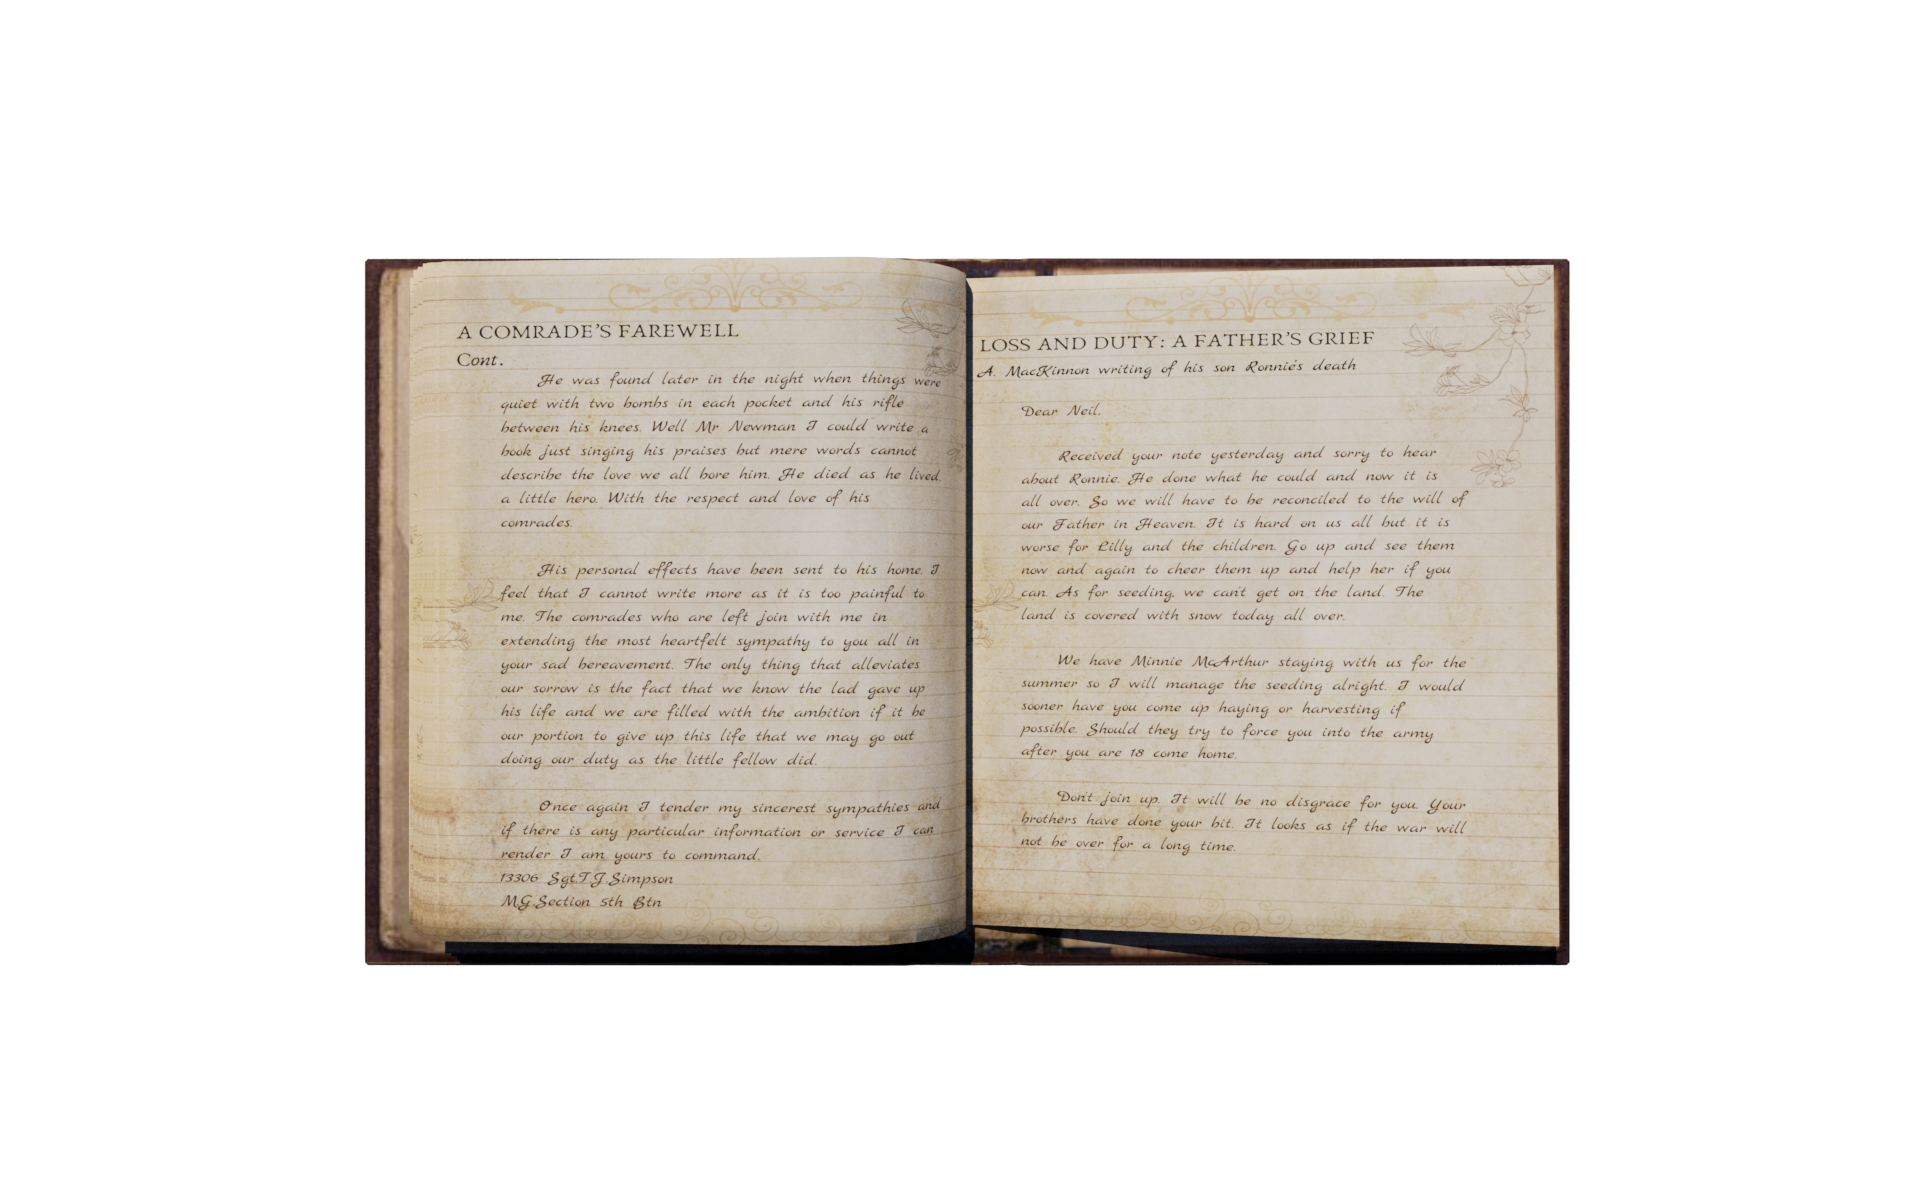 A COMRADE'S FAREWELL
Cont.
He was found later in the night when things were
quiet with two bombs in each pocket and his rifle
between his knees. Well Mr Newman I could write a
book just singing his praises but mere words cannot
describe the love we all bore him. He died as he lived,
a little hero. With the respect and love of his
comrades.
His personal effects have been sent to his home. I
feel that I cannot write more as it is too painful to
me. The comrades who are left join with me in
extending the most heartfelt sympathy to you all in
your sad bereavement. The only thing that alleviates
our sorrow is the fact that we know the lad gave up
his life and we are filled with the ambition if it be
our portion to give up this life that we may go out
doing our duty as the little fellow did.
Once again I tender my sincerest sympathies and
if there is any particular information or service I can
render I am yours to command.
13306 Sgt.T.J.Simpson
M.G.Section 5th Btn
LOSS AND DUTY: A FATHER'S GRIEF
A. MacKinnon writing of his son Ronnie's death
Dear Neil,
Received your note yesterday and sorry to hear
about Ronnie. He done what he could and now it is
all over. So we will have to be reconciled to the will of
our Father in Heaven. It is hard on us all but it is
worse for Lilly and the children. Go up and see them
now and again to cheer them up and help her if you
can. As for seeding, we can't get on the land. The
land is covered with snow today all over.
We have Minnie McArthur staying with us for the
summer so I will manage the seeding alright. I would
sooner have you come up haying or harvesting if
possible. Should they try to force you into the army
after you are 18 come home.
Don't join up. It will be no disgrace for you. Your
brothers have done your bit. It looks as if the war will
not be over for a long time.